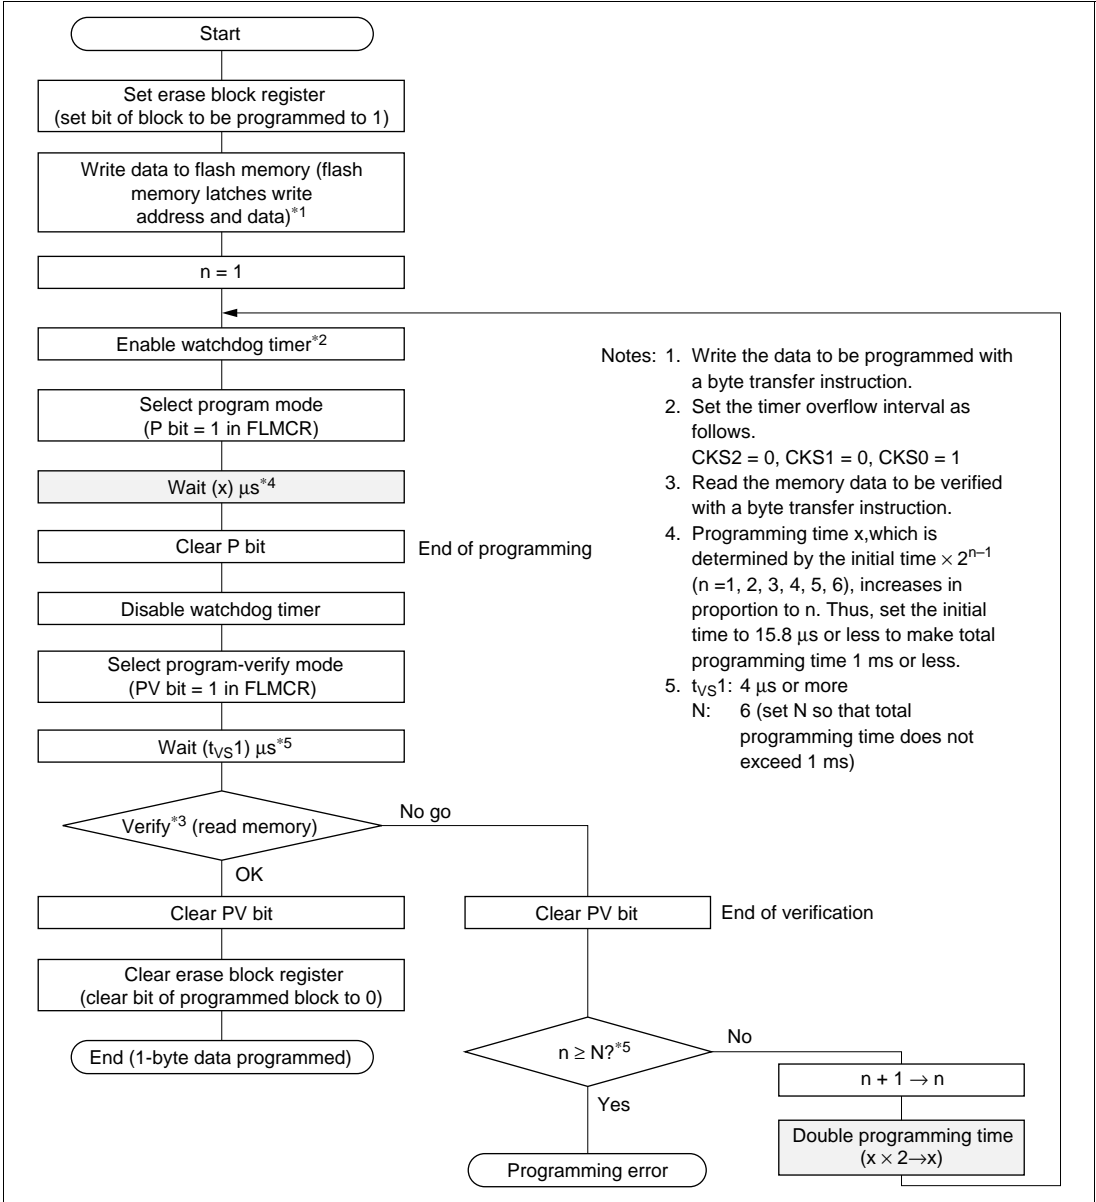 Start
Set erase block register
(set bit of block to be programmed to 1)
Write data to flash memory (flash
memory latches write
address and data)*1
n = 1
Enable watchdog timer*2
Select program mode
(P bit = 1 in FLMCR)
Wait (x) μs*4
Clear P bit
End of programming
Disable watchdog timer
Select program-verify mode
(PV bit = 1 in FLMCR)
Wait (tVS1) μs*5
Verify*3 (read memory)
No go
OK
Clear PV bit
Clear erase block register
(clear bit of programmed block to 0)
End (1-byte data programmed)
Clear PV bit
End of verification
n ≥ N?*5
No
Yes
Programming error
n + 1 → n
Double programming time
(x × 2→x)
Notes: 1. Write the data to be programmed with
a byte transfer instruction.
2. Set the timer overflow interval as
follows.
CKS2 = 0, CKS1 = 0, CKS0 = 1
3. Read the memory data to be verified
with a byte transfer instruction.
4. Programming time x,which is
determined by the initial time × 2n–1
(n =1, 2, 3, 4, 5, 6), increases in
proportion to n. Thus, set the initial
time to 15.8 μs or less to make total
programming time 1 ms or less.
5. tVS1: 4 μs or more
N: 6 (set N so that total
programming time does not
exceed 1 ms)